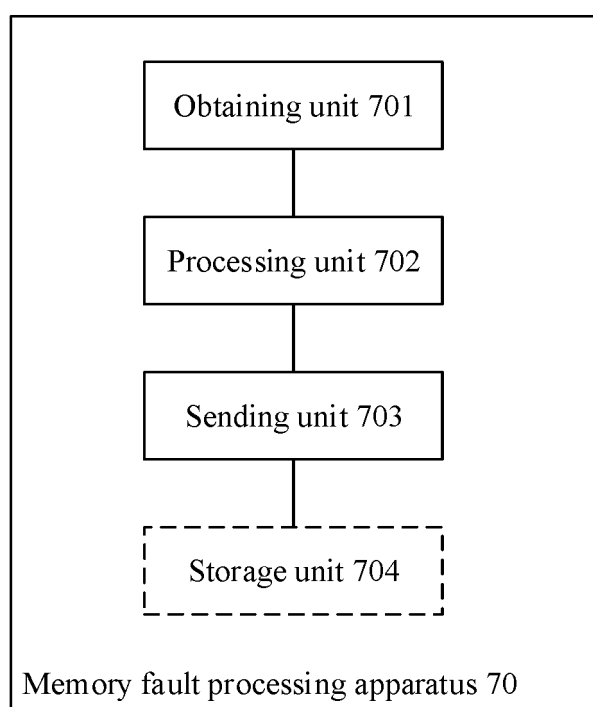 Obtaining unit 701
Processing unit 702
Sending unit 703
Storage unit 704
Memory fault processing apparatus 70